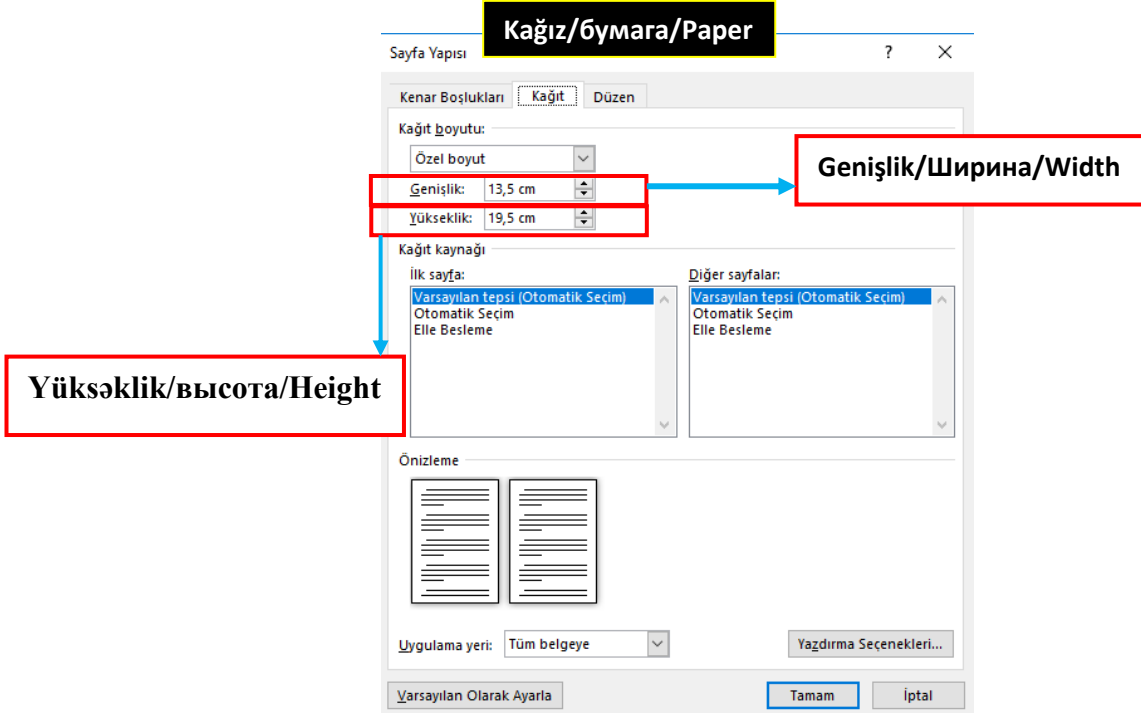 Kağız/бумага/Paper
Sayfa Yapısı ? ×
Kenar Boşlukları Kağıt Düzen
Kağıt boyutu:
Özel boyut
Genişlik: 13,5 cm
Genişlik/Ширина/Width
Yükseklik: 19,5 cm
Kağıt kaynağı
İlk sayfa: Diğer sayfalar:
Varsayılan tepsi (Otomatik Seçim) Varsayılan tepsi (Otomatik Seçim)
Otomatik Seçim Otomatik Seçim
Elle Besleme Elle Besleme
Yüksəklik/высота/Height
Önizleme
Uygulama yeri: Tüm belgeye Yazdırma Seçenekleri...
Varsayılan Olarak Ayarla Tamam İptal